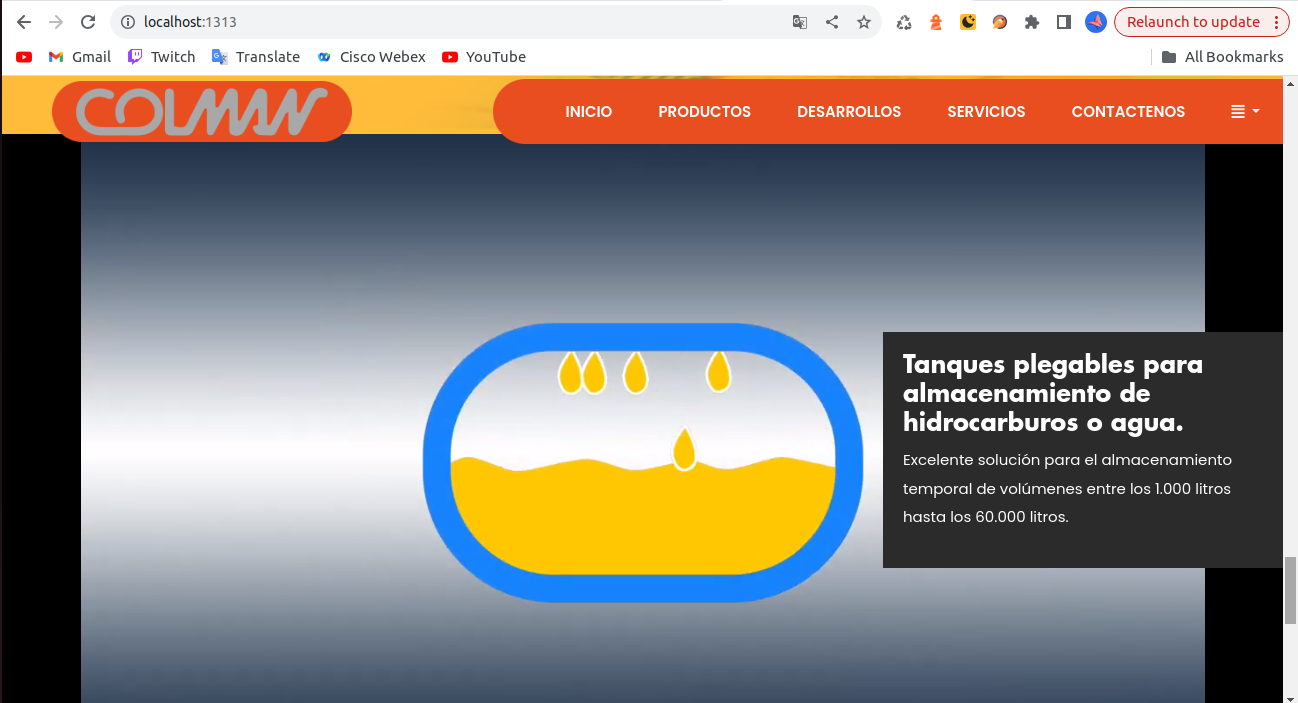 localhost:1313
Relaunch to update
Gmail
Twitch
Translate
Cisco Webex
YouTube
All Bookmarks
COLMAN
INICIO
PRODUCTOS
DESARROLLOS
SERVICIOS
CONTACTENOS
Tanques plegables para
almacenamiento de
hidrocarburos o agua.
Excelente solución para el almacenamiento
temporal de volúmenes entre los 1.000 litros
hasta los 60.000 litros.